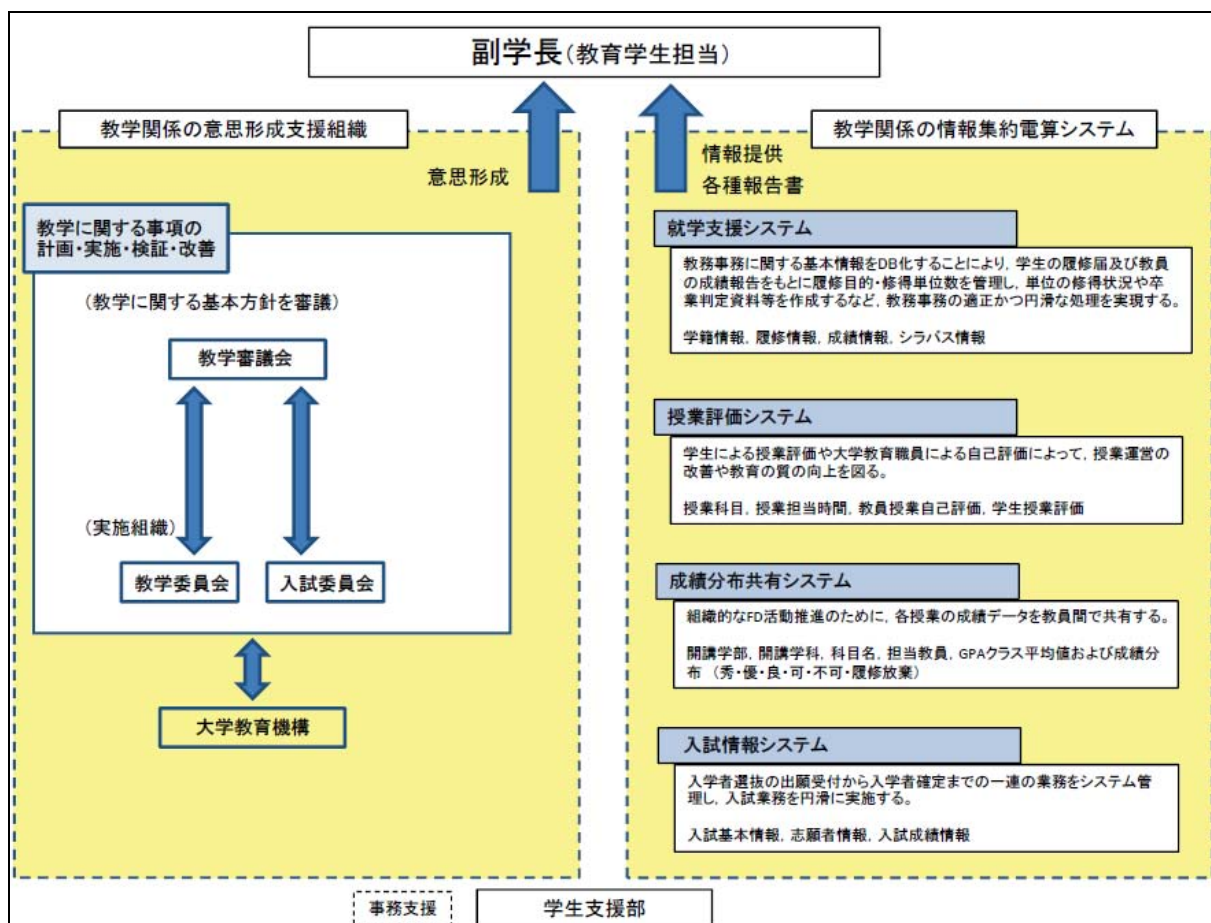 副学長(教育学生担当)
教学関係の意思形成支援組織
意思形成
教学に関する事項の
計画・実施・検証・改善
(教学に関する基本方針を審議)
教学審議会
(実施組織)
教学委員会
入試委員会
大学教育機構
教学関係の情報集約電算システム
情報提供
各種報告書
就学支援システム
教務事務に関する基本情報をDB化することにより, 学生の履修届及び教員
の成績報告をもとに履修目的・修得単位数を管理し, 単位の修得状況や卒
業判定資料等を作成するなど, 教務事務の適正かつ円滑な処理を実現する。
学籍情報, 履修情報, 成績情報, シラバス情報
授業評価システム
学生による授業評価や大学教育職員による自己評価によって, 授業運営の
改善や教育の質の向上を図る。
授業科目, 授業担当時間, 教員授業自己評価, 学生授業評価
成績分布共有システム
組織的なFD活動推進のために, 各授業の成績データを教員間で共有する。
開講学部, 開講学科, 科目名, 担当教員, GPAクラス平均値および成績分
布 (秀・優・良・可・不可・履修放棄)
入試情報システム
入学者選抜の出願受付から入学者確定までの一連の業務をシステム管
理し, 入試業務を円滑に実施する。
入試基本情報, 志願者情報, 入試成績情報
事務支援
学生支援部